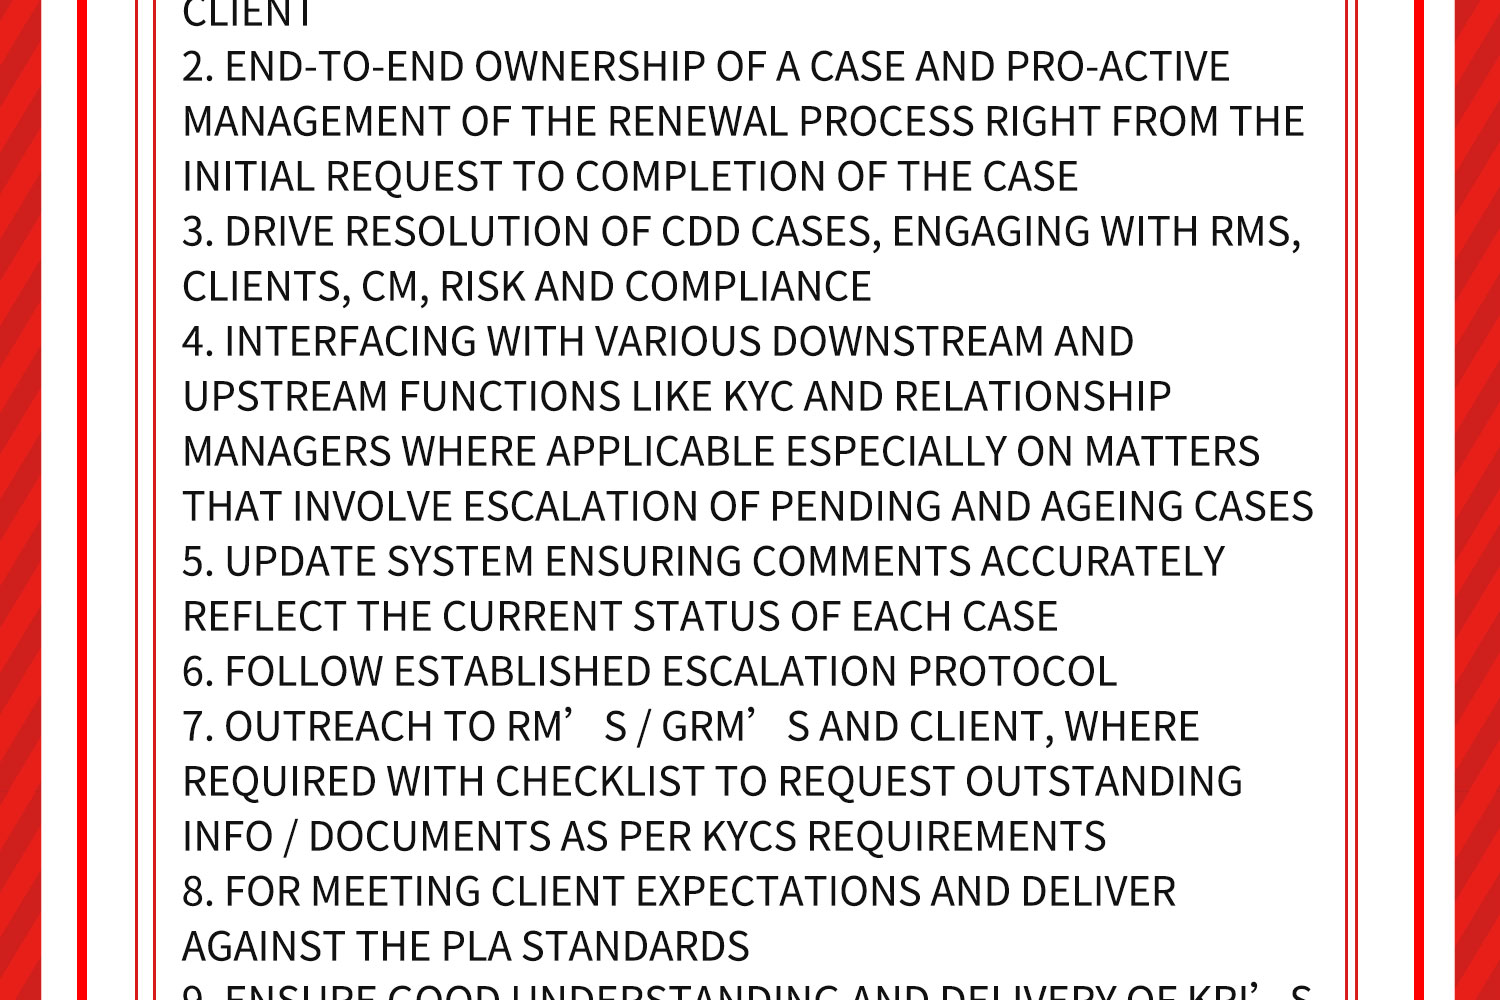 CLIENT
2. END-TO-END OWNERSHIP OF A CASE AND PRO-ACTIVE
MANAGEMENT OF THE RENEWAL PROCESS RIGHT FROM THE
INITIAL REQUEST TO COMPLETION OF THE CASE
3. DRIVE RESOLUTION OF CDD CASES, ENGAGING WITH RMS,
CLIENTS, CM, RISK AND COMPLIANCE
4. INTERFACING WITH VARIOUS DOWNSTREAM AND
UPSTREAM FUNCTIONS LIKE KYC AND RELATIONSHIP
MANAGERS WHERE APPLICABLE ESPECIALLY ON MATTERS
THAT INVOLVE ESCALATION OF PENDING AND AGEING CASES
5. UPDATE SYSTEM ENSURING COMMENTS ACCURATELY
REFLECT THE CURRENT STATUS OF EACH CASE
6. FOLLOW ESTABLISHED ESCALATION PROTOCOL
7. OUTREACH TO RM’S / GRM’S AND CLIENT, WHERE
REQUIRED WITH CHECKLIST TO REQUEST OUTSTANDING
INFO / DOCUMENTS AS PER KYCS REQUIREMENTS
8. FOR MEETING CLIENT EXPECTATIONS AND DELIVER
AGAINST THE PLA STANDARDS
9. ENSURE GOOD UNDERSTANDING AND DELIVERY OF KPI’S